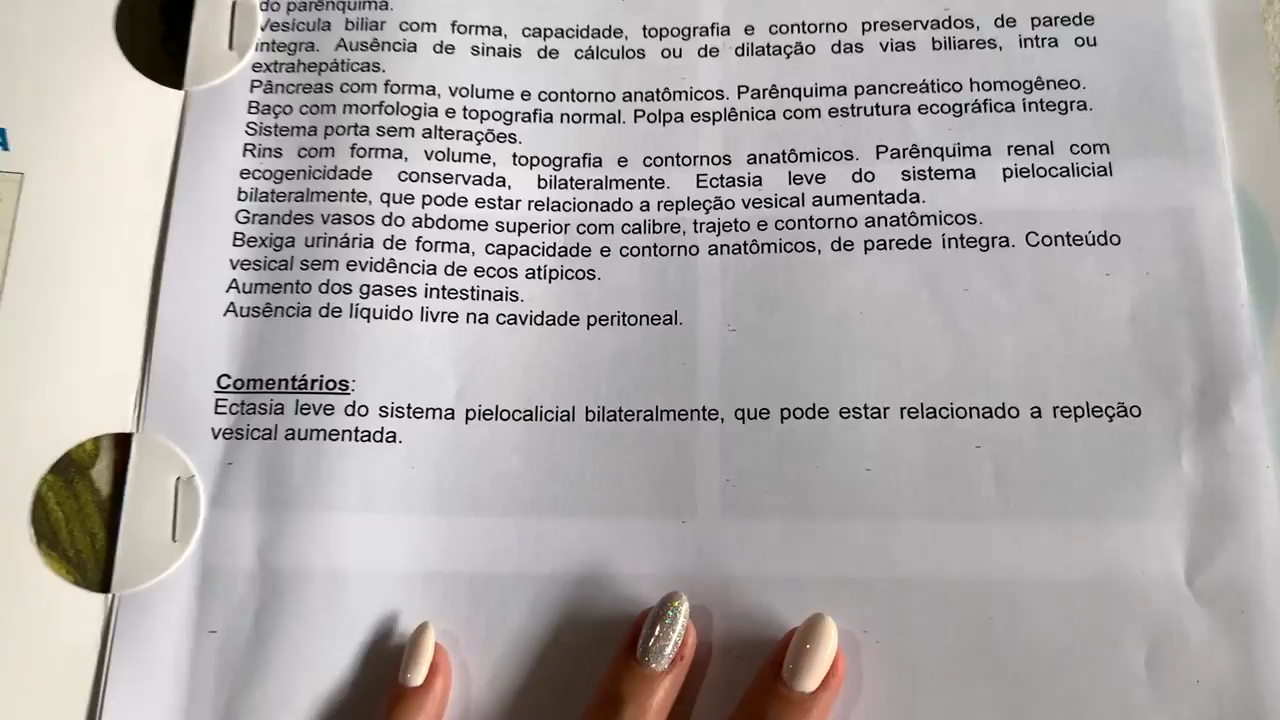 do parênquima.
Vesícula biliar com forma, capacidade, topografia e contorno preservados, de parede
íntegra. Ausência de sinais de cálculos ou de dilatação das vias biliares, intra ou
extrahepáticas.
Pâncreas com forma, volume e contorno anatômicos. Parênquima pancreático homogêneo.
Baço com morfologia e topografia normal. Polpa esplênica com estrutura ecográfica íntegra.
Sistema porta sem alterações.
Rins com forma, volume, topografia e contornos anatômicos. Parênquima renal com
ecogenicidade conservada, bilateralmente. Ectasia leve do sistema pielocalicial
bilateralmente, que pode estar relacionado a repleção vesical aumentada.
Grandes vasos do abdome superior com calibre, trajeto e contorno anatômicos.
Bexiga urinária de forma, capacidade e contorno anatômicos, de parede íntegra. Conteúdo
vesical sem evidência de ecos atípicos.
Aumento dos gases intestinais.
Ausência de líquido livre na cavidade peritoneal.
Comentários:
Ectasia leve do sistema pielocalicial bilateralmente, que pode estar relacionado a repleção
vesical aumentada.
A